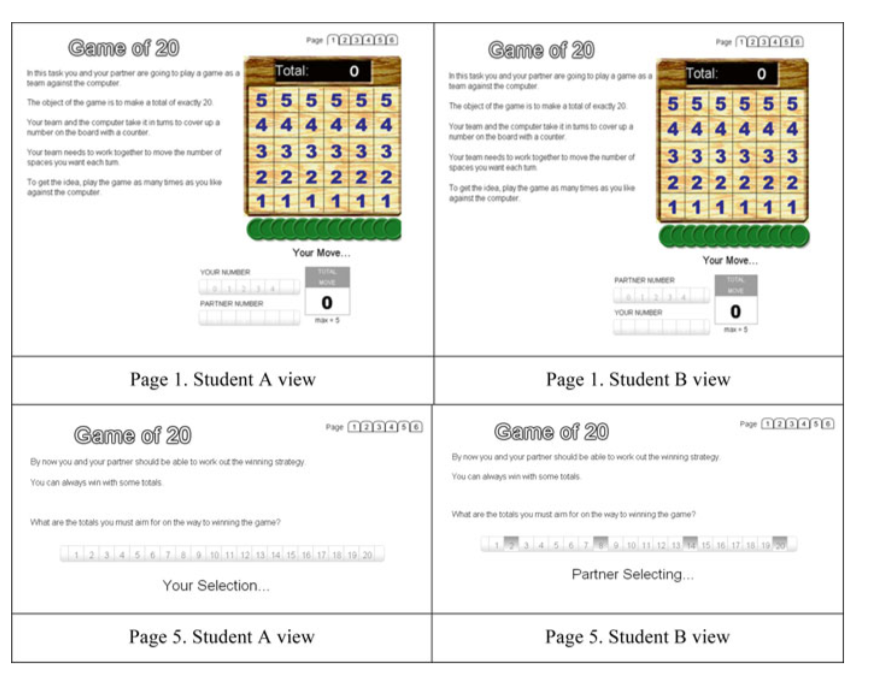 Game of 20
Page 1 2 3 4 5 6
In this task you and your partner are going to play a game as a
team against the computer.
The object of the game is to make a total of exactly 20.
Your team and the computer take it in turns to cover up a
number on the board with a counter.
Your team needs to work together to move the number of
spaces you want each turn.
To get the idea, play the game as many times as you like
against the computer.
Total: 0
5 5 5 5 5 5
4 4 4 4 4 4
3 3 3 3 3 3
2 2 2 2 2 2
1 1 1 1 1 1
Your Move...
YOUR NUMBER
0 1 2 3 4
PARTNER NUMBER
TOTAL
MOVE
0
max = 5
Page 1. Student A view
Game of 20
Page 1 2 3 4 5 6
In this task you and your partner are going to play a game as a
team against the computer.
The object of the game is to make a total of exactly 20.
Your team and the computer take it in turns to cover up a
number on the board with a counter.
Your team needs to work together to move the number of
spaces you want each turn.
To get the idea, play the game as many times as you like
against the computer.
Total: 0
5 5 5 5 5 5
4 4 4 4 4 4
3 3 3 3 3 3
2 2 2 2 2 2
1 1 1 1 1 1
Your Move...
PARTNER NUMBER
0 1 2 3 4
YOUR NUMBER
TOTAL
MOVE
0
max = 5
Page 1. Student B view
Game of 20
Page 1 2 3 4 5 6
By now you and your partner should be able to work out the winning strategy.
You can always win with some totals.
What are the totals you must aim for on the way to winning the game?
1 2 3 4 5 6 7 8 9 10 11 12 13 14 15 16 17 18 19 20
Your Selection...
Page 5. Student A view
Game of 20
Page 1 2 3 4 5 6
By now you and your partner should be able to work out the winning strategy.
You can always win with some totals.
What are the totals you must aim for on the way to winning the game?
1 2 3 4 5 6 7 8 9 10 11 12 13 14 15 16 17 18 19 20
Partner Selecting...
Page 5. Student B view